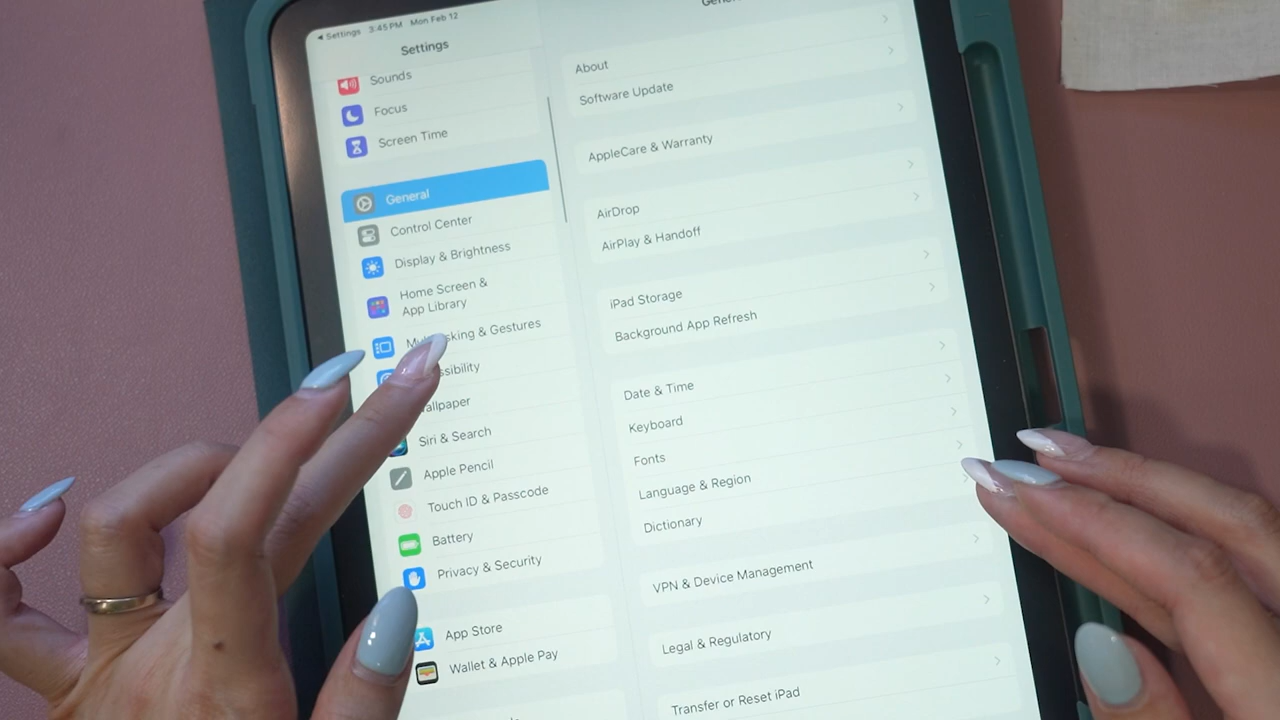 Settings 3:45 PM Mon Feb 12
Settings
Sounds
Focus
Screen Time
General
Control Center
Display & Brightness
Home Screen &
App Library
& Gestures
Siri & Search
Apple Pencil
Touch ID & Passcode
Battery
Privacy & Security
App Store
Wallet & Apple Pay
About
Software Update
AppleCare & Warranty
AirDrop
AirPlay & Handoff
iPad Storage
Background App Refresh
Date & Time
Keyboard
Fonts
Language & Region
Dictionary
VPN & Device Management
Legal & Regulatory
Transfer or Reset iPad